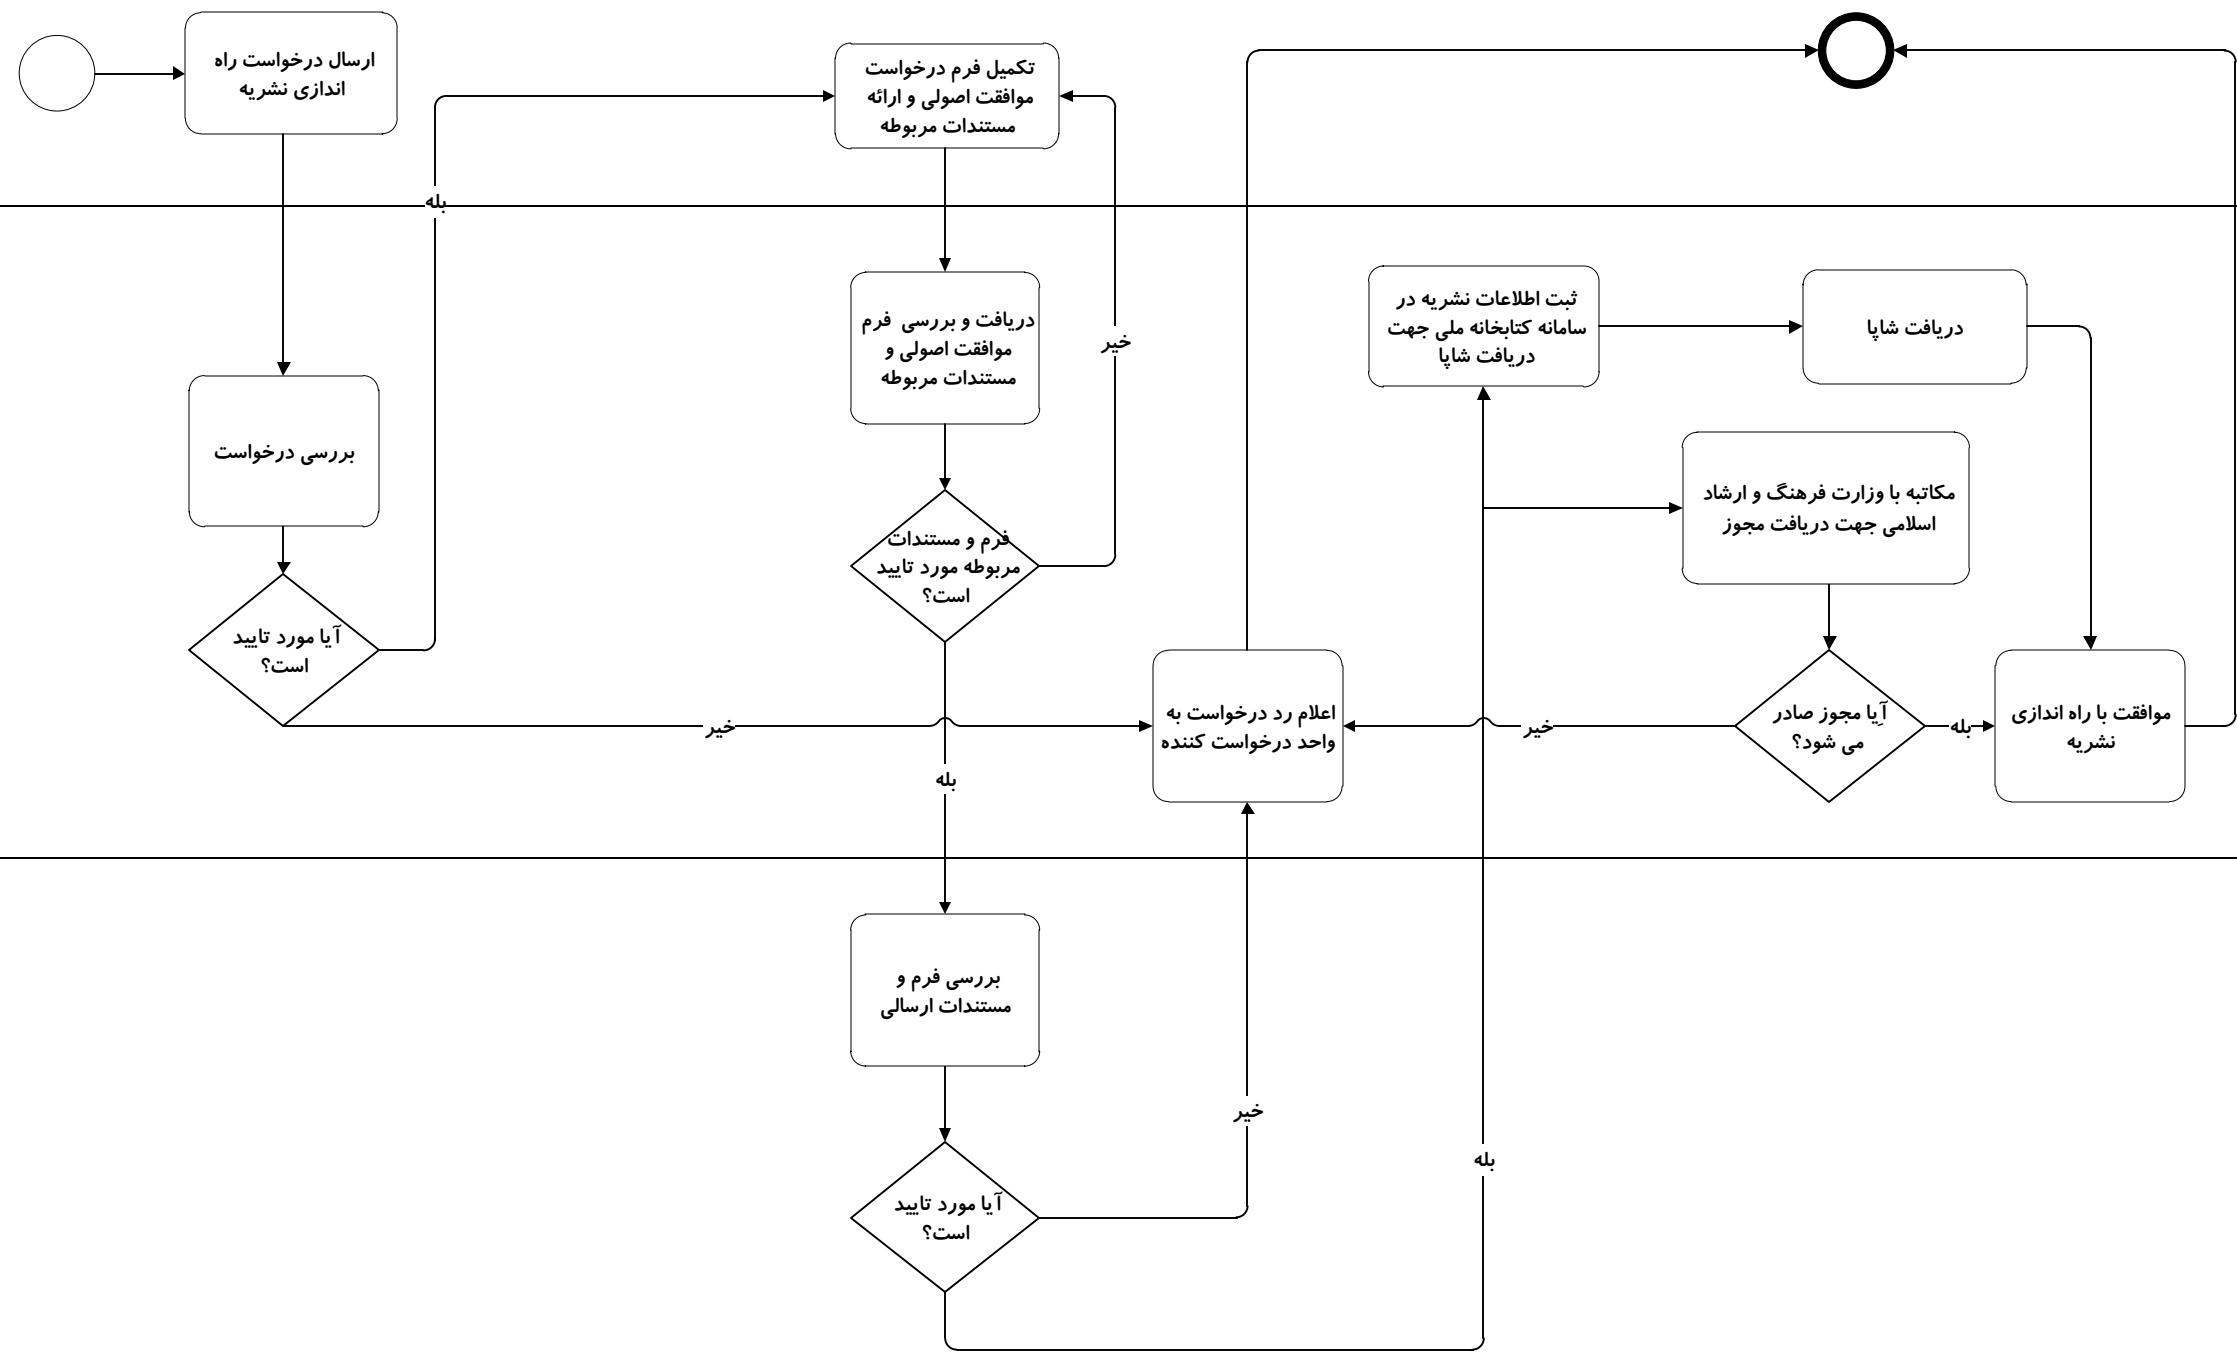 ارسال درخواست راه
اندازی نشریه
تکمیل فرم درخواست
موافقت اصولی و ارائه
مستندات مربوطه
بله
دریافت و بررسی فرم
موافقت اصولی و
مستندات مربوطه
خیر
ثبت اطلاعات نشریه در
سامانه کتابخانه ملی جهت
دریافت شاپا
دریافت شاپا
بررسی درخواست
مکاتبه با وزارت فرهنگ و ارشاد
اسلامی جهت دریافت مجوز
فرم و مستندات
مربوطه مورد تایید
است؟
آیا مورد تایید
است؟
خیر
بله
اعلام رد درخواست به
واحد درخواست کننده
خیر
آِیا مجوز صادر
می شود؟
بله
موافقت با راه اندازی
نشریه
بررسی فرم و
مستندات ارسالی
خیر
بله
آیا مورد تایید
است؟